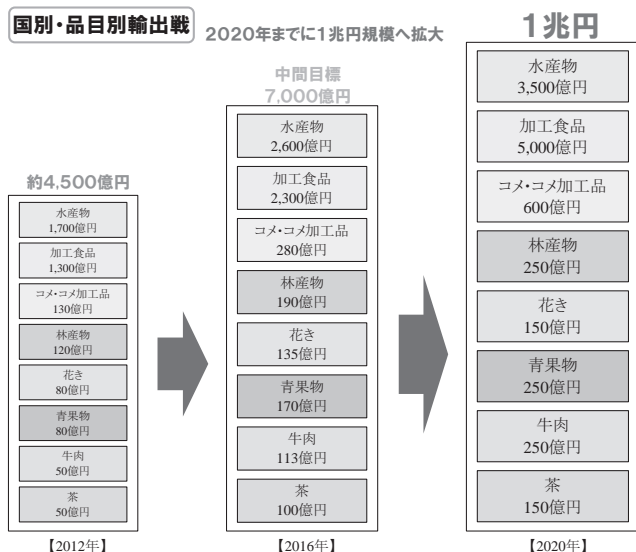 国別・品目別輸出戦
2020年までに1兆円規模へ拡大
約4,500億円
水産物
1,700億円
加工食品
1,300億円
コメ・コメ加工品
130億円
林産物
120億円
花き
80億円
青果物
80億円
牛肉
50億円
茶
50億円
【2012年】
中間目標
7,000億円
水産物
2,600億円
加工食品
2,300億円
コメ・コメ加工品
280億円
林産物
190億円
花き
135億円
青果物
170億円
牛肉
113億円
茶
100億円
【2016年】
1兆円
水産物
3,500億円
加工食品
5,000億円
コメ・コメ加工品
600億円
林産物
250億円
花き
150億円
青果物
250億円
牛肉
250億円
茶
150億円
【2020年】